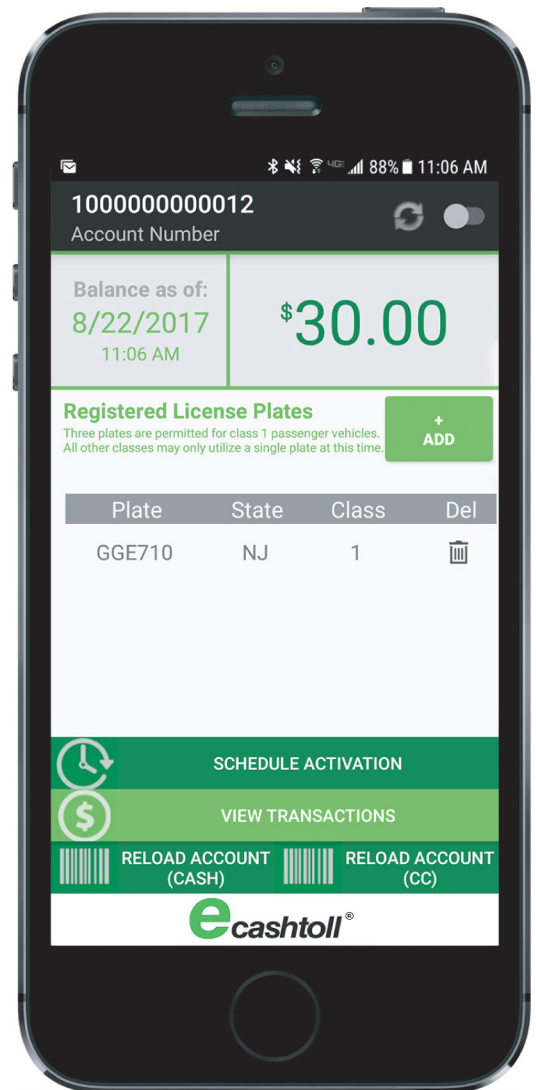 4G 88% 11:06 AM
1000000000012
Account Number
Balance as of:
8/22/2017
11:06 AM
$30.00
Registered License Plates
Three plates are permitted for class 1 passenger vehicles.
All other classes may only utilize a single plate at this time.
+
ADD
Plate State Class Del
GGE710 NJ 1
SCHEDULE ACTIVATION
$
VIEW TRANSACTIONS
RELOAD ACCOUNT
(CASH)
RELOAD ACCOUNT
(CC)
ecashtoll®